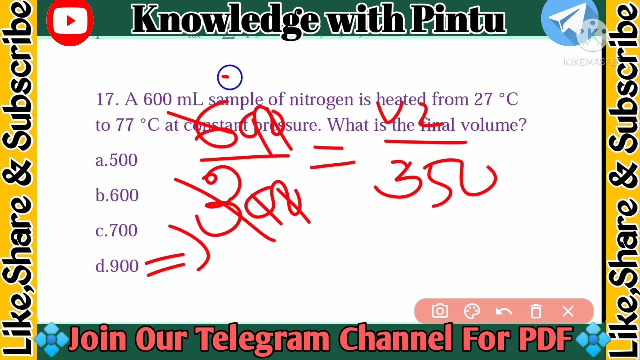 Knowledge with Pintu
Like,Share & Subscribe
17. A 600 mL sample of nitrogen is heated from 27 °C
to 77 °C at constant pressure. What is the final volume?
a.500
b.600
c.700
d.900
600
300
=
V2
350
=
Like,Share & Subscribe
Join Our Telegram Channel For PDF